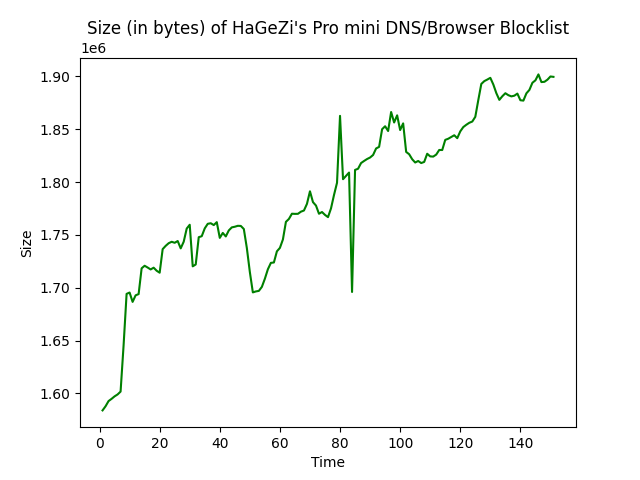 Size (in bytes) of HaGeZi's Pro mini DNS/Browser Blocklist
1e6
1.90
1.85
1.80
1.75
1.70
1.65
1.60
Size
0 20 40 60 80 100 120 140
Time